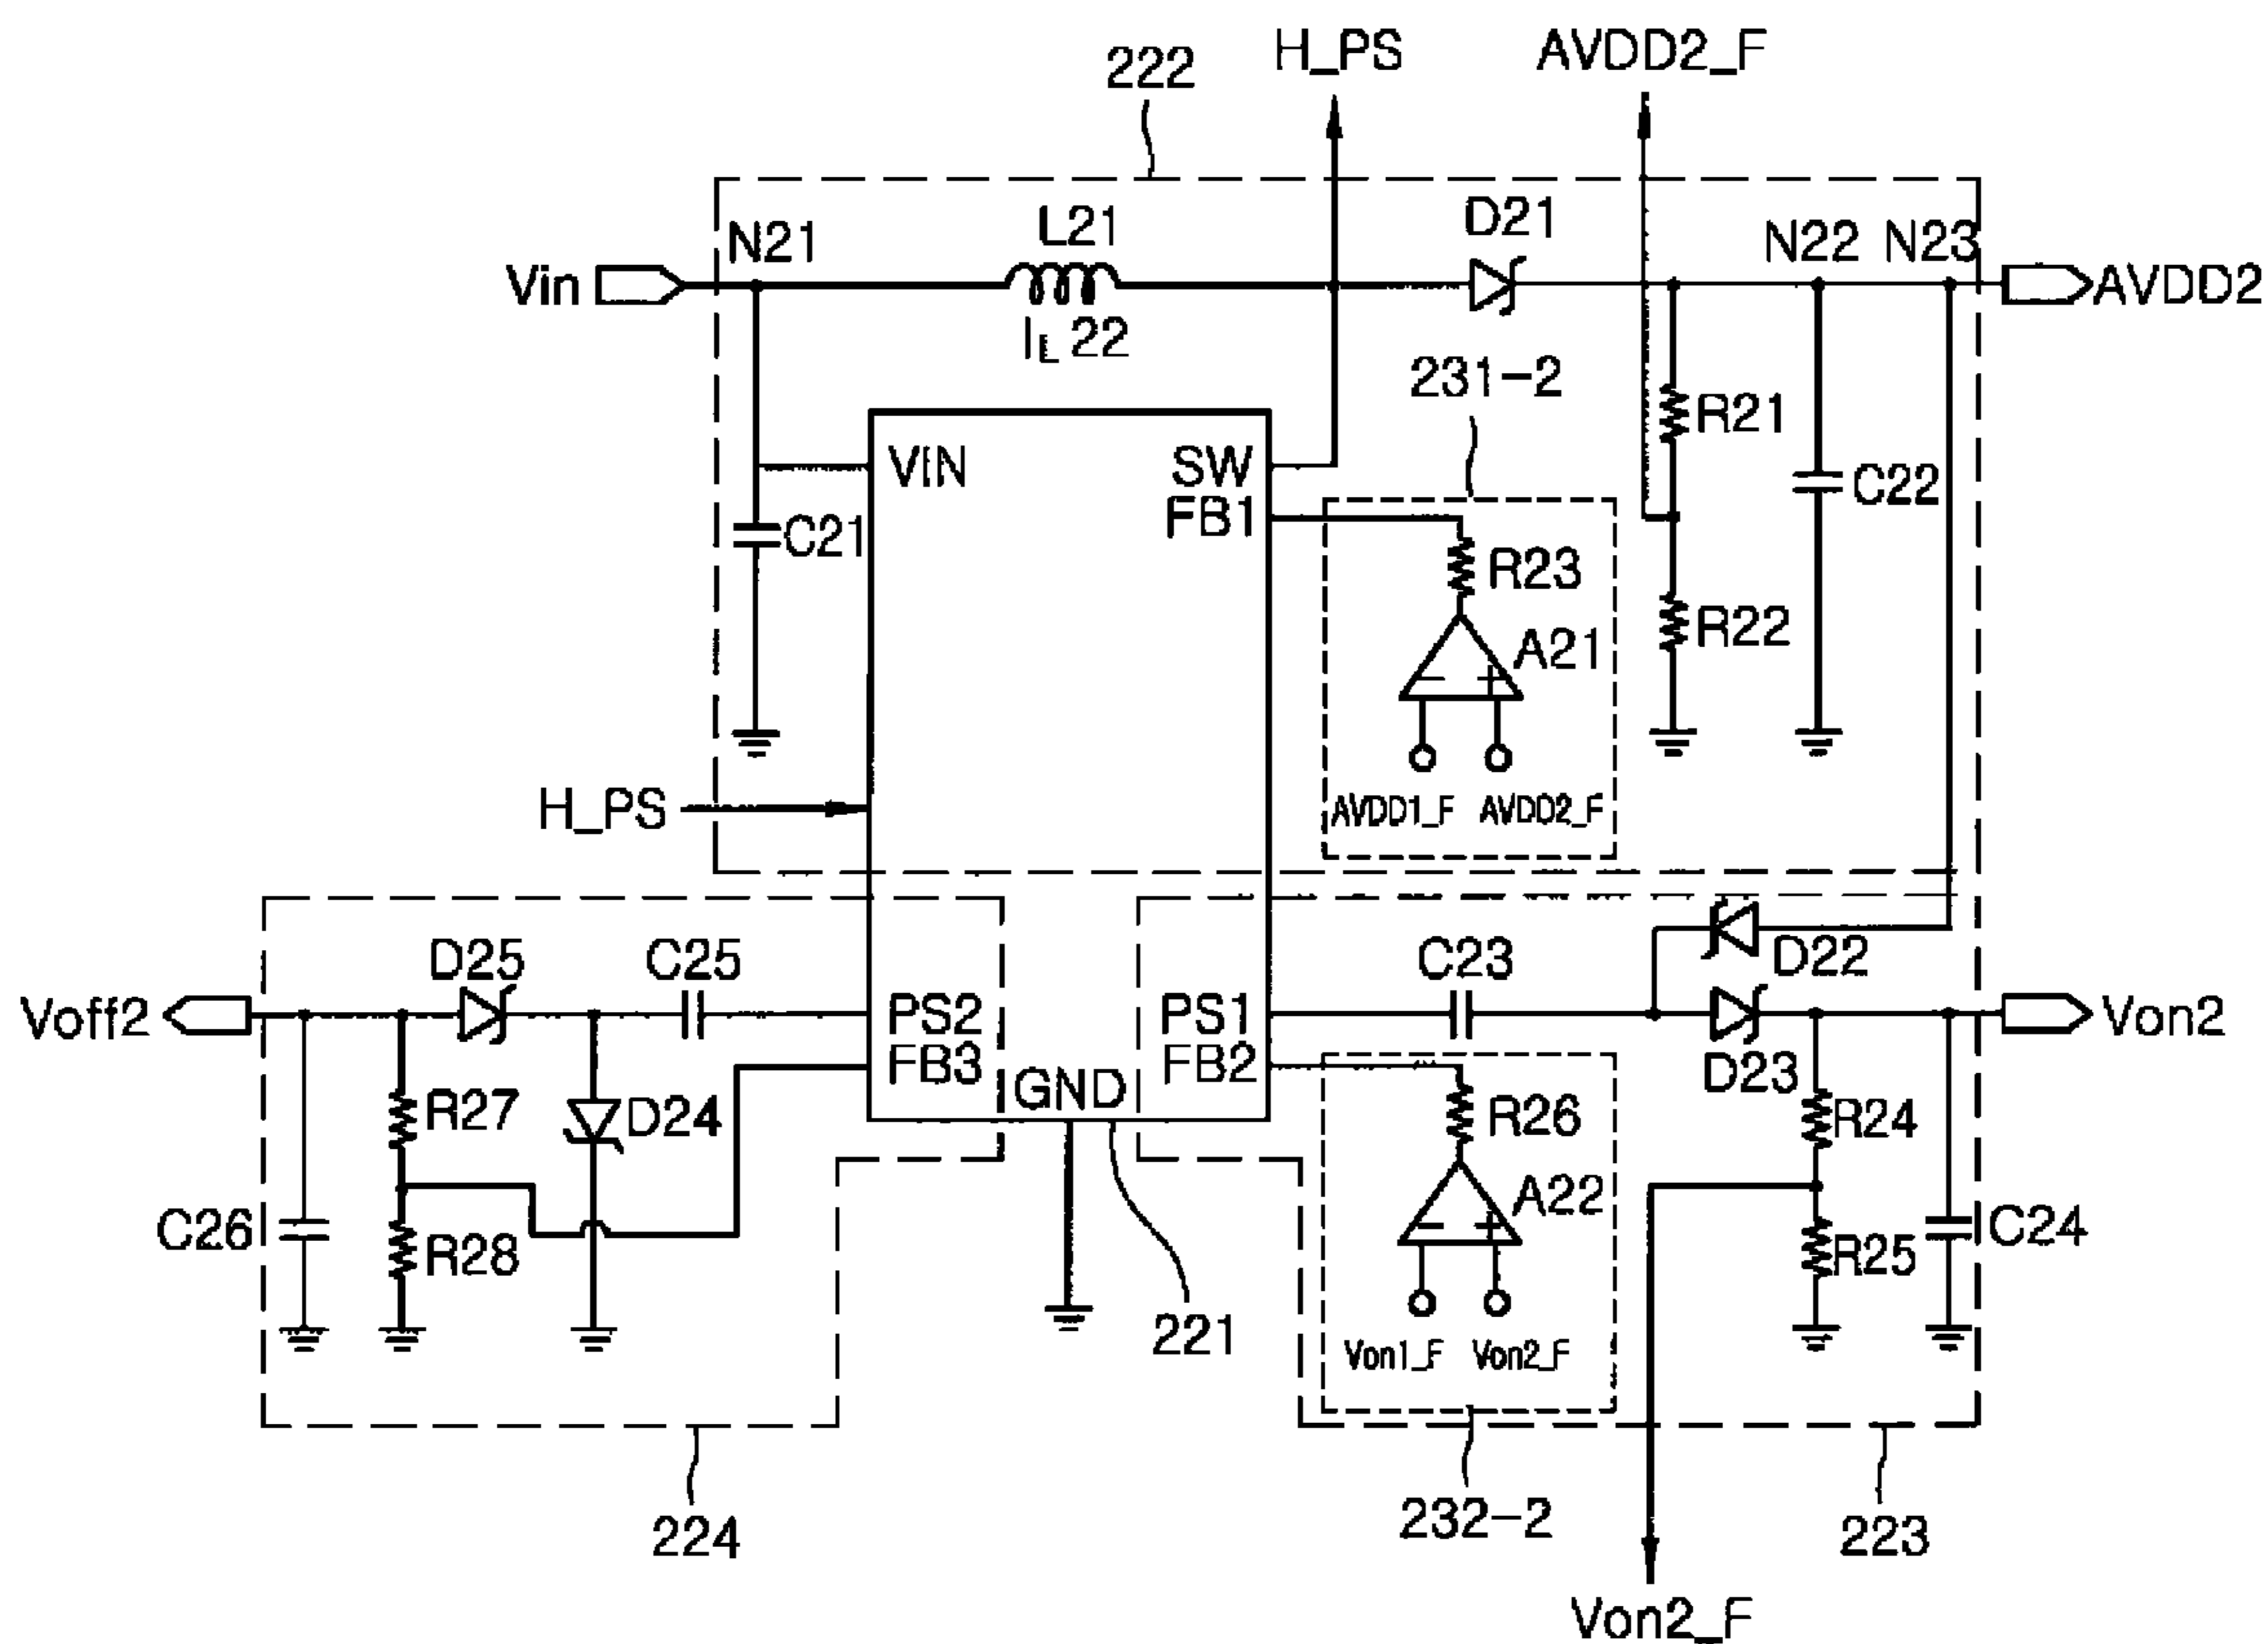 H_PS
AVDD2_F
222
L21
D21
N21
N22
N23
Vin
AVDD2
IL22
231-2
R21
VIN
SW
C22
FB1
C21
R23
R22
A21
H_PS
AVDD1_F
AVDD2_F
D25
C25
C23
D22
Voff2
PS2
PS1
Von2
FB3
FB2
D23
GND
R27
D24
R26
R24
A22
C26
R28
R25
C24
221
Von1_F
Von2_F
224
232-2
223
Von2_F